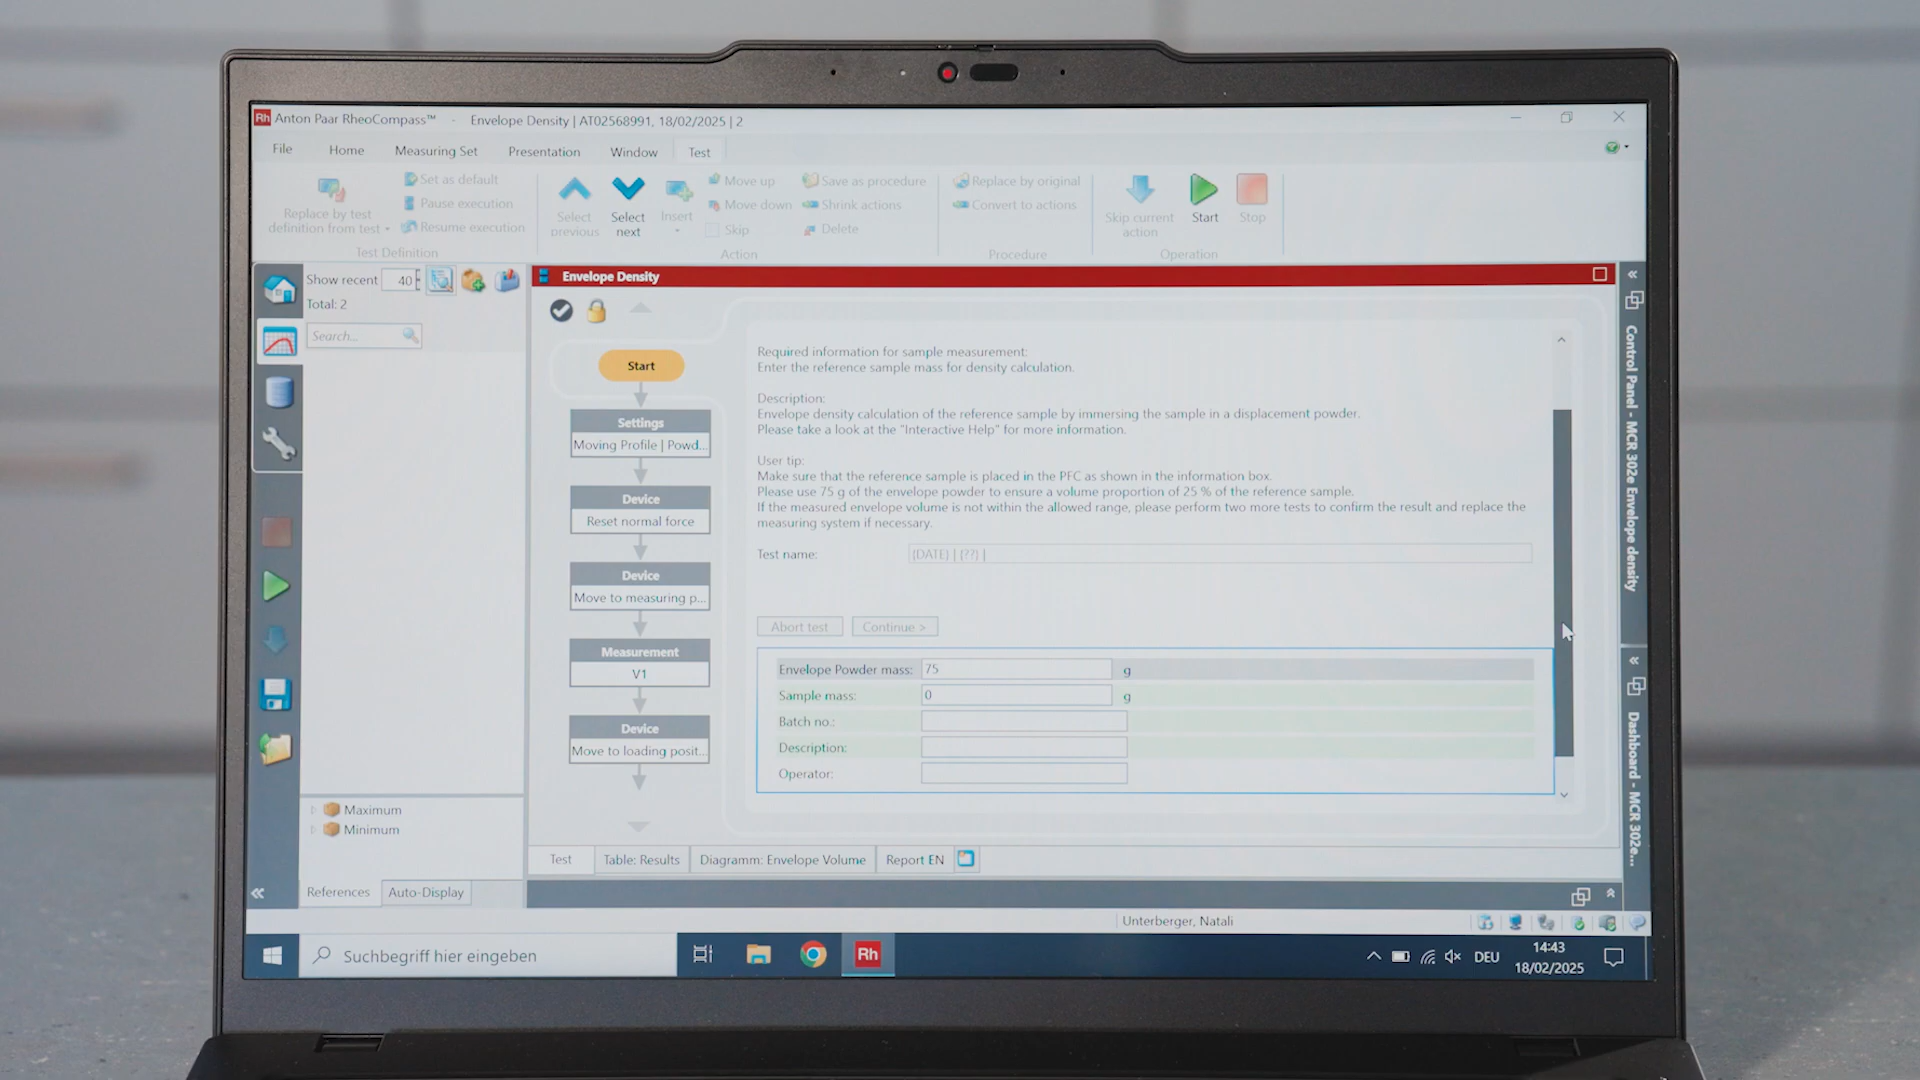 Rh Anton Paar RheoCompass™ - Envelope Density | AT02568991, 18/02/2025 | 2
File Home Measuring Set Presentation Window Test
Replace by test
definition from test
Set as default
Pause execution
Resume execution
Test Definition
Select
previous
Select
next
Insert
Move up
Move down
Skip
Save as procedure
Shrink actions
Delete
Action
Replace by original
Convert to actions
Procedure
Skip current
action
Start
Stop
Operation
Show recent 40
Total: 2
Search...
Maximum
Minimum
References Auto-Display
Envelope Density
Start
Settings
Moving Profile | Powd...
Device
Reset normal force
Device
Move to measuring p...
Measurement
V1
Device
Move to loading posit...
Required information for sample measurement:
Enter the reference sample mass for density calculation.
Description:
Envelope density calculation of the reference sample by immersing the sample in a displacement powder.
Please take a look at the "Interactive Help" for more information.
User tip:
Make sure that the reference sample is placed in the PFC as shown in the information box.
Please use 75 g of the envelope powder to ensure a volume proportion of 25 % of the reference sample.
If the measured envelope volume is not within the allowed range, please perform two more tests to confirm the result and replace the
measuring system if necessary.
Test name: {DATE} | {??} |
Abort test Continue >
Envelope Powder mass: 75 g
Sample mass: 0 g
Batch no.:
Description:
Operator:
Test Table: Results Diagramm: Envelope Volume Report EN
Control Panel - MCR 302e Envelope density
Dashboard - MCR 302e...
Unterberger, Natali
Suchbegriff hier eingeben
Rh
DEU
14:43
18/02/2025